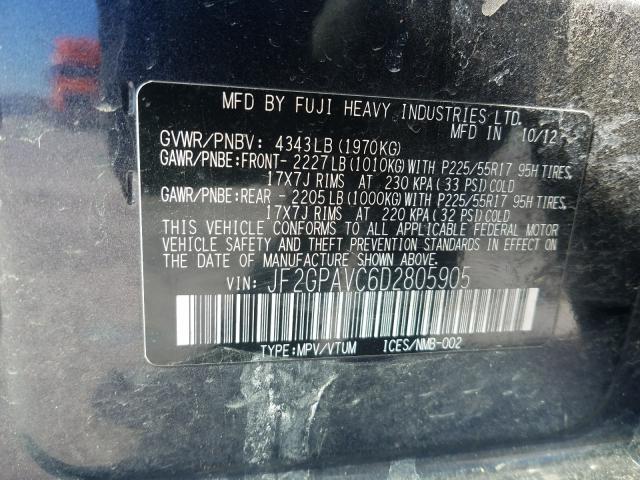 MFD BY FUJI HEAVY INDUSTRIES LTD.
MFD IN 10/12
GVWR/PNBV: 4343LB(1970KG)
GAWR/PNBE:FRONT- 2227LB(1010KG)WITH P225/55R17 95H TIRES,
17X7J RIMS AT 230 KPA(33 PSI)COLD
GAWR/PNBE:REAR - 2205LB(1000KG)WITH P225/55R17 95H TIRES,
17X7J RIMS AT 220 KPA(32 PSI)COLD
THIS VEHICLE CONFORMS TO ALL APPLICABLE FEDERAL MOTOR
VEHICLE SAFETY AND THEFT PREVENTION STANDARDS IN EFFECT
ON THE DATE OF MANUFACTURE SHOWN ABOVE.
VIN: JF2GPAVC6D2805905
TYPE:MPV/VTUM ICES/NMB-002